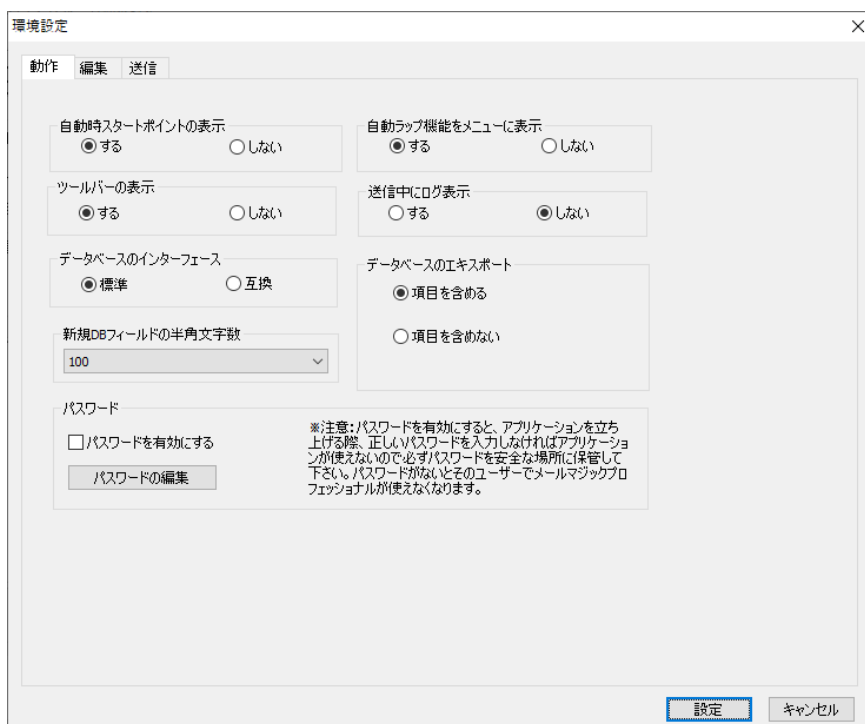 環境設定
動作 編集 送信
自動時スタートポイントの表示
する しない
自動ラップ機能をメニューに表示
する しない
ツールバーの表示
する しない
送信中にログ表示
する しない
データベースのインターフェース
標準 互換
データベースのエキスポート
項目を含める
項目を含めない
新規DBフィールドの半角文字数
100
パスワード
パスワードを有効にする
パスワードの編集
※注意：パスワードを有効にすると、アプリケーションを立ち
上げる際、正しいパスワードを入力しなければアプリケーショ
ンが使えないので必ずパスワードを安全な場所に保管して
下さい。パスワードがないとそのユーザーでメールマジックプロ
フェッショナルが使えなくなります。
設定 キャンセル